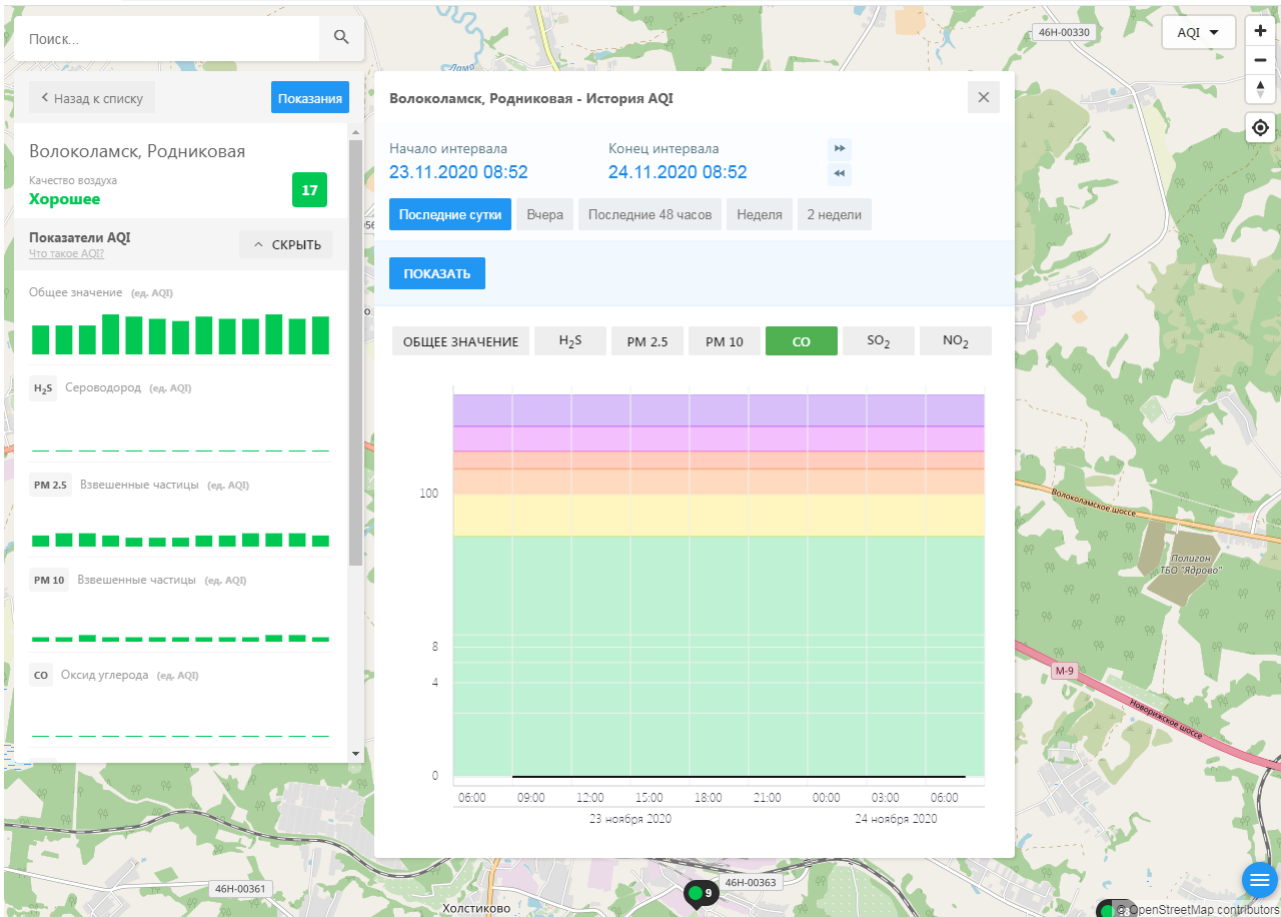 Поиск...
46Н-00330
AQI
Назад к списку
Показания
Волоколамск, Родниковая
Качество воздуха
Хорошее
17
Показатели AQI
Что такое AQI?
СКРЫТЬ
Общее значение (ед. AQI)
H2S Сероводород (ед. AQI)
PM 2.5 Взвешенные частицы (ед. AQI)
PM 10 Взвешенные частицы (ед. AQI)
CO Оксид углерода (ед. AQI)
Волоколамск, Родниковая - История AQI
Начало интервала
Конец интервала
23.11.2020 08:52
24.11.2020 08:52
Последние сутки
Вчера
Последние 48 часов
Неделя
2 недели
ПОКАЗАТЬ
ОБЩЕЕ ЗНАЧЕНИЕ
H2S
PM 2.5
PM 10
CO
SO2
NO2
100
8
4
0
06:00 09:00 12:00 15:00 18:00 21:00 00:00 03:00 06:00
23 ноября 2020
24 ноября 2020
Волоколамское шоссе
Полигон
ТБО "Ядрово"
М-9
Новорижское шоссе
46Н-00361
46Н-00363
9
Холстиково
© OpenStreetMap contributors